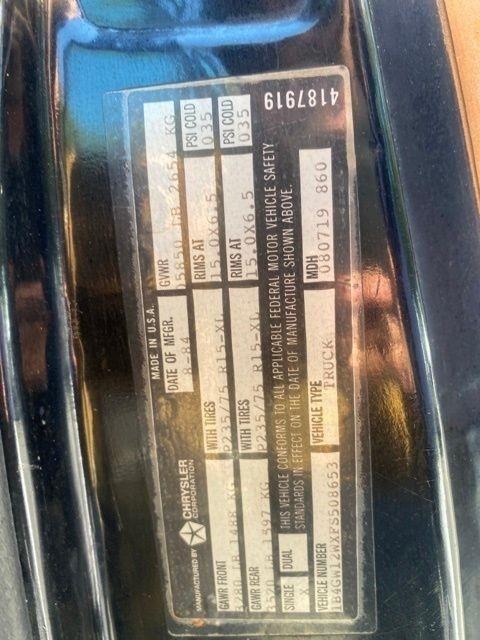 MANUFACTURED BY CHRYSLER CORPORATION
MADE IN U.S.A.
DATE OF MFGR. GVWR
8-84 05850 LB 2654 KG
WITH TIRES RIMS AT PSI COLD
P235/75 R15-XL 15.0X6.5 035
GAWR FRONT WITH TIRES RIMS AT PSI COLD
3280 LB 1488 KG P235/75 R15-XL 15.0X6.5 035
GAWR REAR
3520 LB 1597 KG
SINGLE DUAL
X
THIS VEHICLE CONFORMS TO ALL APPLICABLE FEDERAL MOTOR VEHICLE SAFETY
STANDARDS IN EFFECT ON THE DATE OF MANUFACTURE SHOWN ABOVE.
VEHICLE NUMBER VEHICLE TYPE MDH
1B4GW12WXFS508653 TRUCK 080719 860
4187919